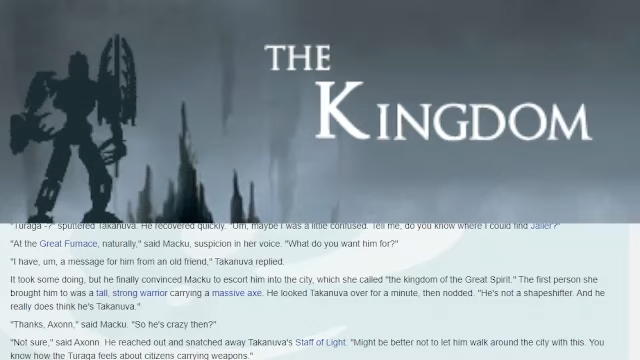 THE
KINGDOM
"Turaga -?" sputtered Takanuva. He recovered quickly. "Um, maybe I was a little confused. Tell me, do you know where I could find Jaller?"
"At the Great Furnace, naturally," said Macku, suspicion in her voice. "What do you want him for?"
"I have, um, a message for him from an old friend," Takanuva replied.
It took some doing, but he finally convinced Macku to escort him into the city, which she called "the kingdom of the Great Spirit." The first person she
brought him to was a tall, strong warrior carrying a massive axe. He looked Takanuva over for a minute, then nodded. "He's not a shapeshifter. And he
really does think he's Takanuva."
"Thanks, Axonn," said Macku. "So he's crazy then?"
"Not sure," said Axonn. He reached out and snatched away Takanuva's Staff of Light. "Might be better not to let him walk around the city with this. You
know how the Turaga feels about citizens carrying weapons."